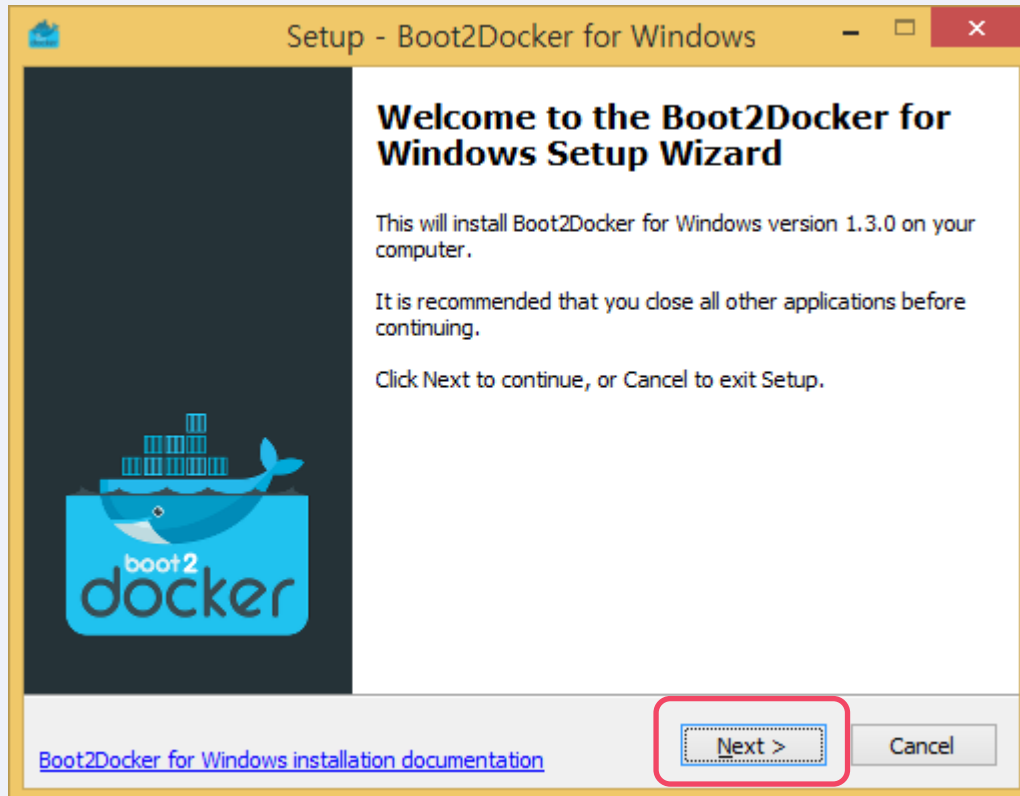 Setup - Boot2Docker for Windows
Welcome to the Boot2Docker for
Windows Setup Wizard
This will install Boot2Docker for Windows version 1.3.0 on your
computer.
It is recommended that you close all other applications before
continuing.
Click Next to continue, or Cancel to exit Setup.
boot2
docker
Boot2Docker for Windows installation documentation
Next >
Cancel